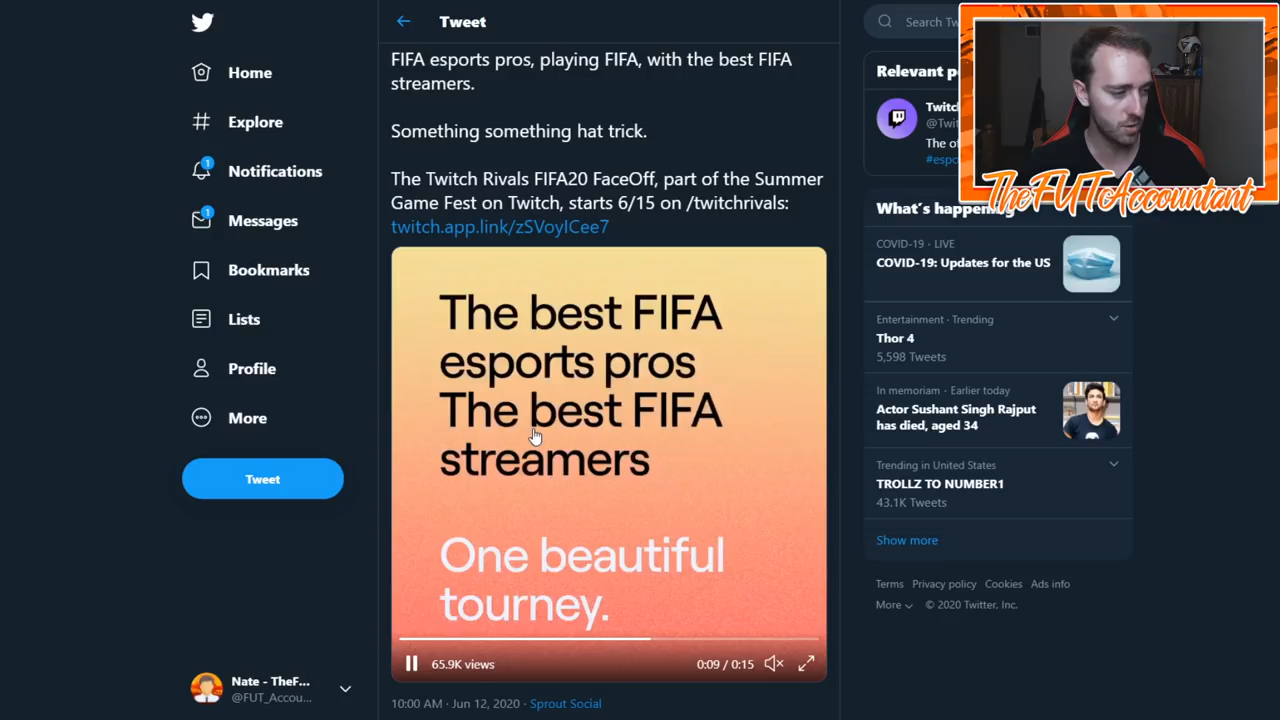 Home
Explore
1
Notifications
1
Messages
Bookmarks
Lists
Profile
More
Tweet
Nate - TheF...
@FUT_Accou...
Tweet
FIFA esports pros, playing FIFA, with the best FIFA
streamers.
Something something hat trick.
The Twitch Rivals FIFA20 FaceOff, part of the Summer
Game Fest on Twitch, starts 6/15 on /twitchrivals:
twitch.app.link/zSVoyICee7
The best FIFA
esports pros
The best FIFA
streamers
One beautiful
tourney.
65.9K views
0:09 / 0:15
10:00 AM · Jun 12, 2020 · Sprout Social
Search
Relevant
Twitch
The
#espo
TheFUTAccountant
What's happening
COVID-19 · LIVE
COVID-19: Updates for the US
Entertainment · Trending
Thor 4
5,598 Tweets
In memoriam · Earlier today
Actor Sushant Singh Rajput
has died, aged 34
Trending in United States
TROLLZ TO NUMBER1
43.1K Tweets
Show more
Terms Privacy policy Cookies Ads info
More © 2020 Twitter, Inc.